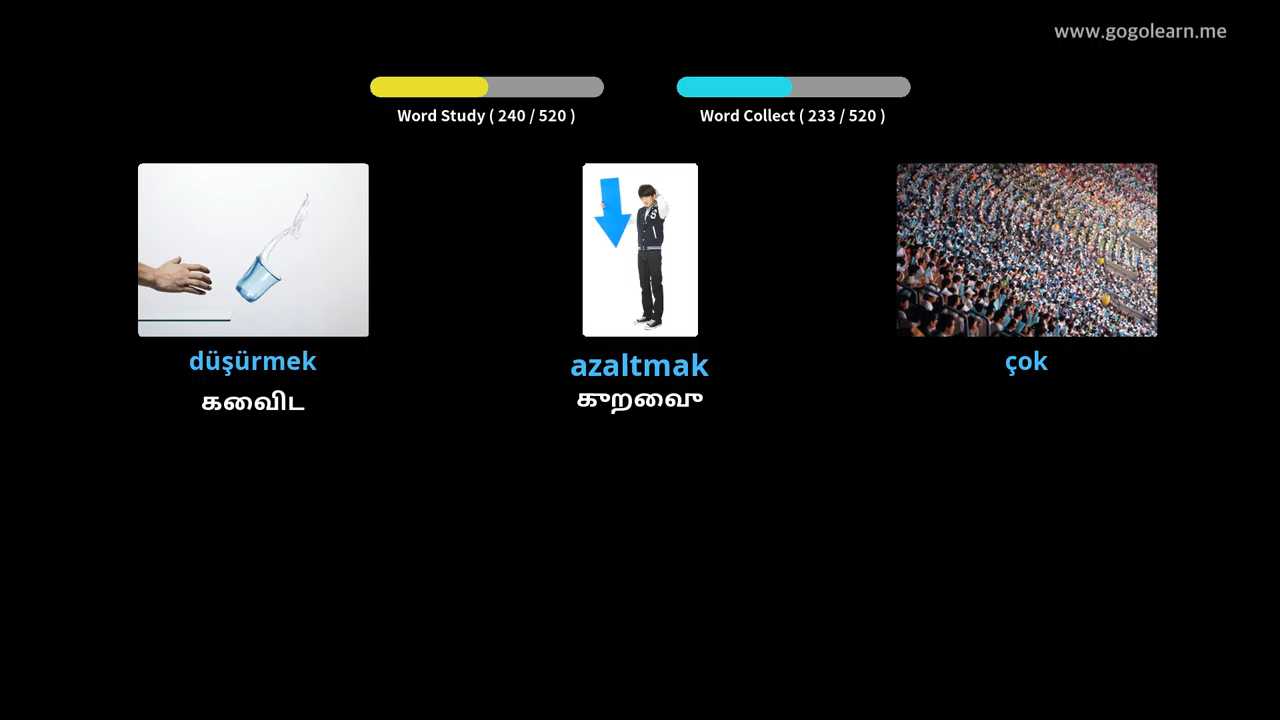 www.gogolearn.me
Word Study ( 240 / 520 )
Word Collect ( 233 / 520 )
düşürmek
azaltmak
çok
கைவிட
குறைவு